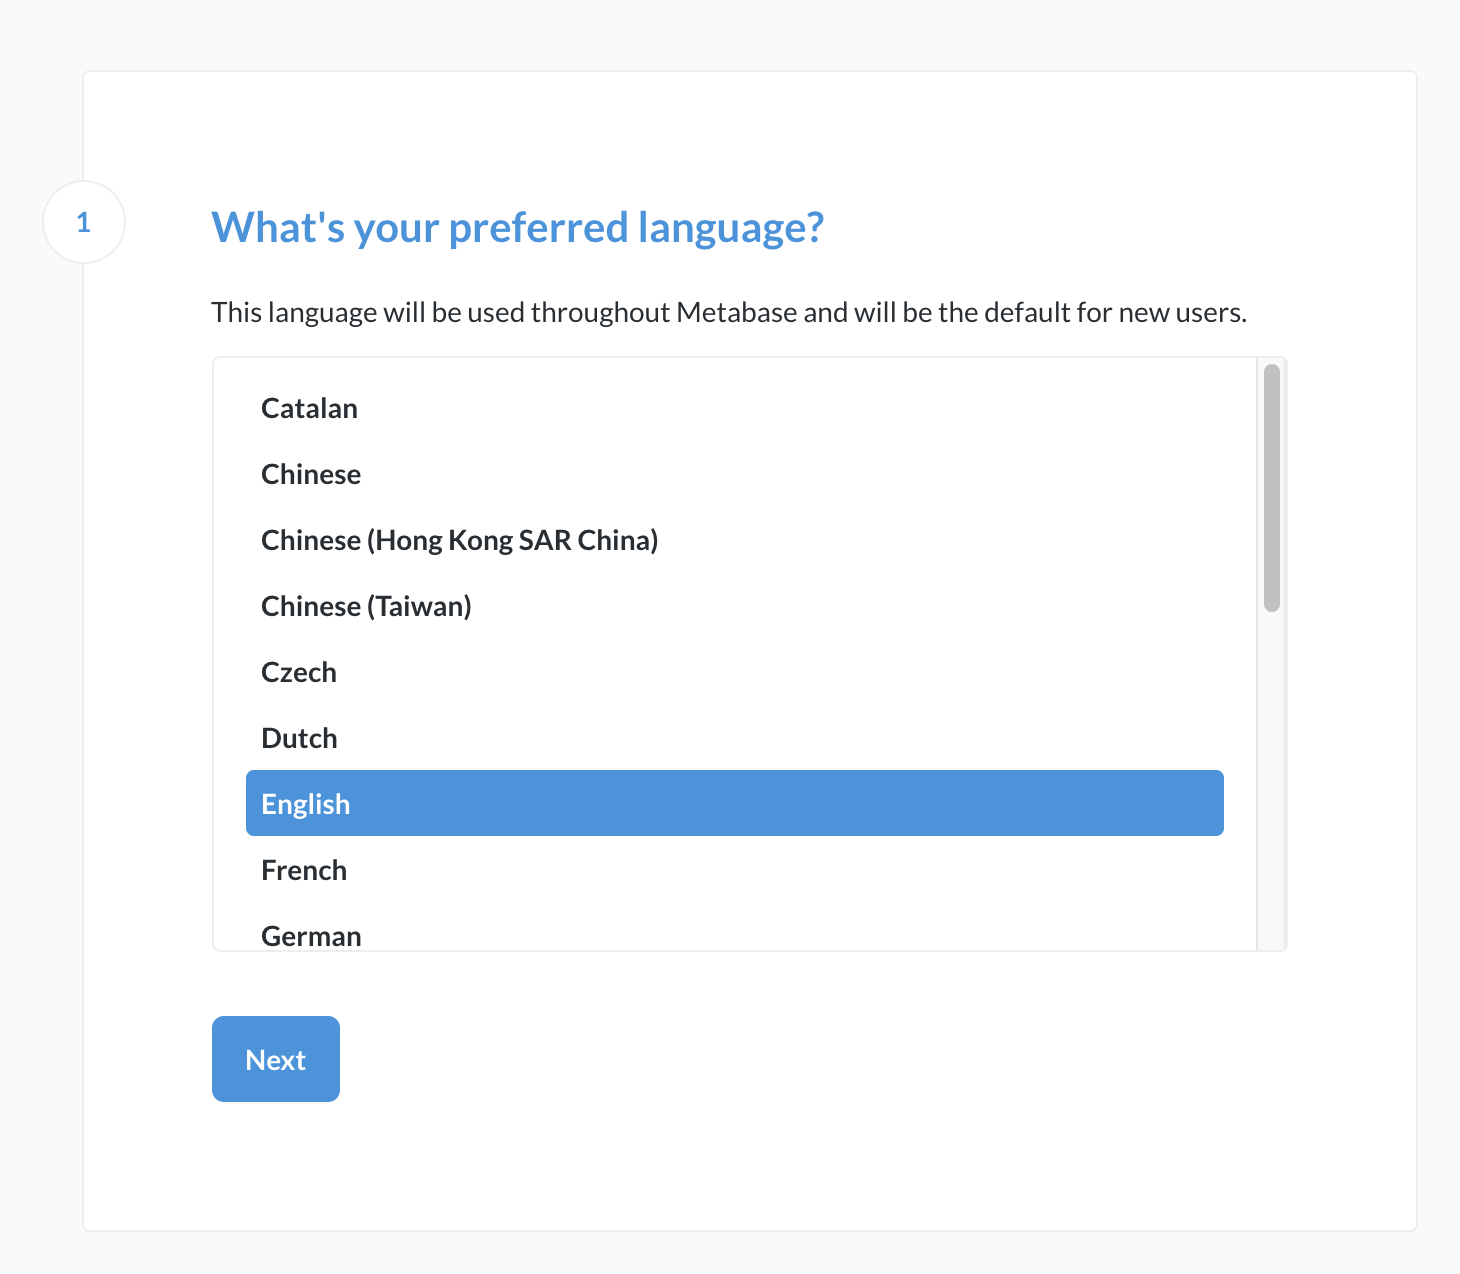 1
What's your preferred language?
This language will be used throughout Metabase and will be the default for new users.
Catalan
Chinese
Chinese (Hong Kong SAR China)
Chinese (Taiwan)
Czech
Dutch
English
French
German
Next